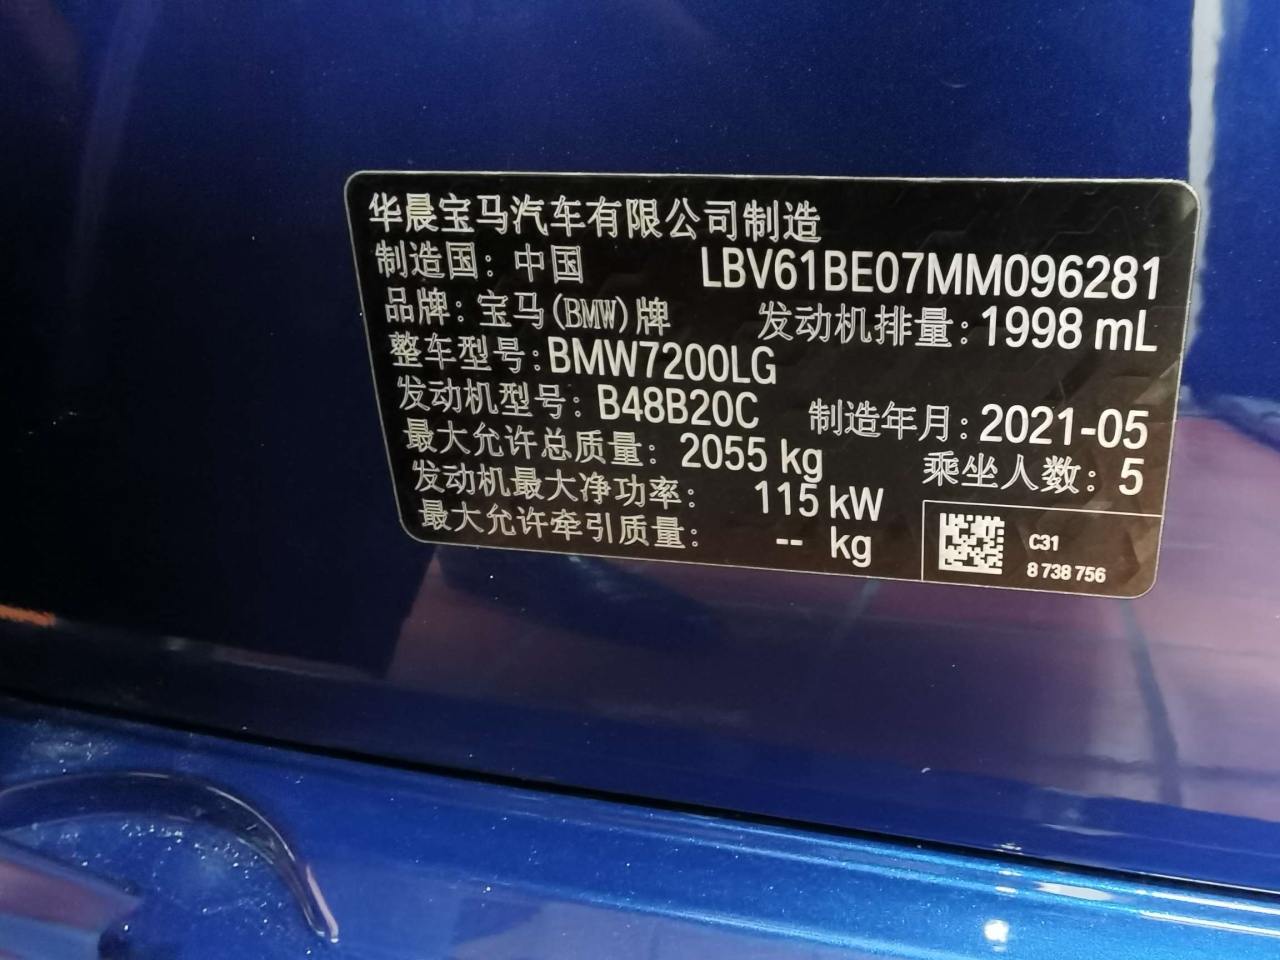 华晨宝马汽车有限公司制造
制造国：中国 LBV61BE07MM096281
品牌：宝马(BMW)牌 发动机排量：1998 mL
整车型号：BMW7200LG
发动机型号：B48B20C 制造年月：2021-05
最大允许总质量：2055 kg 乘坐人数：5
发动机最大净功率：115 kW
最大允许牵引质量：-- kg
C31
8 738 756